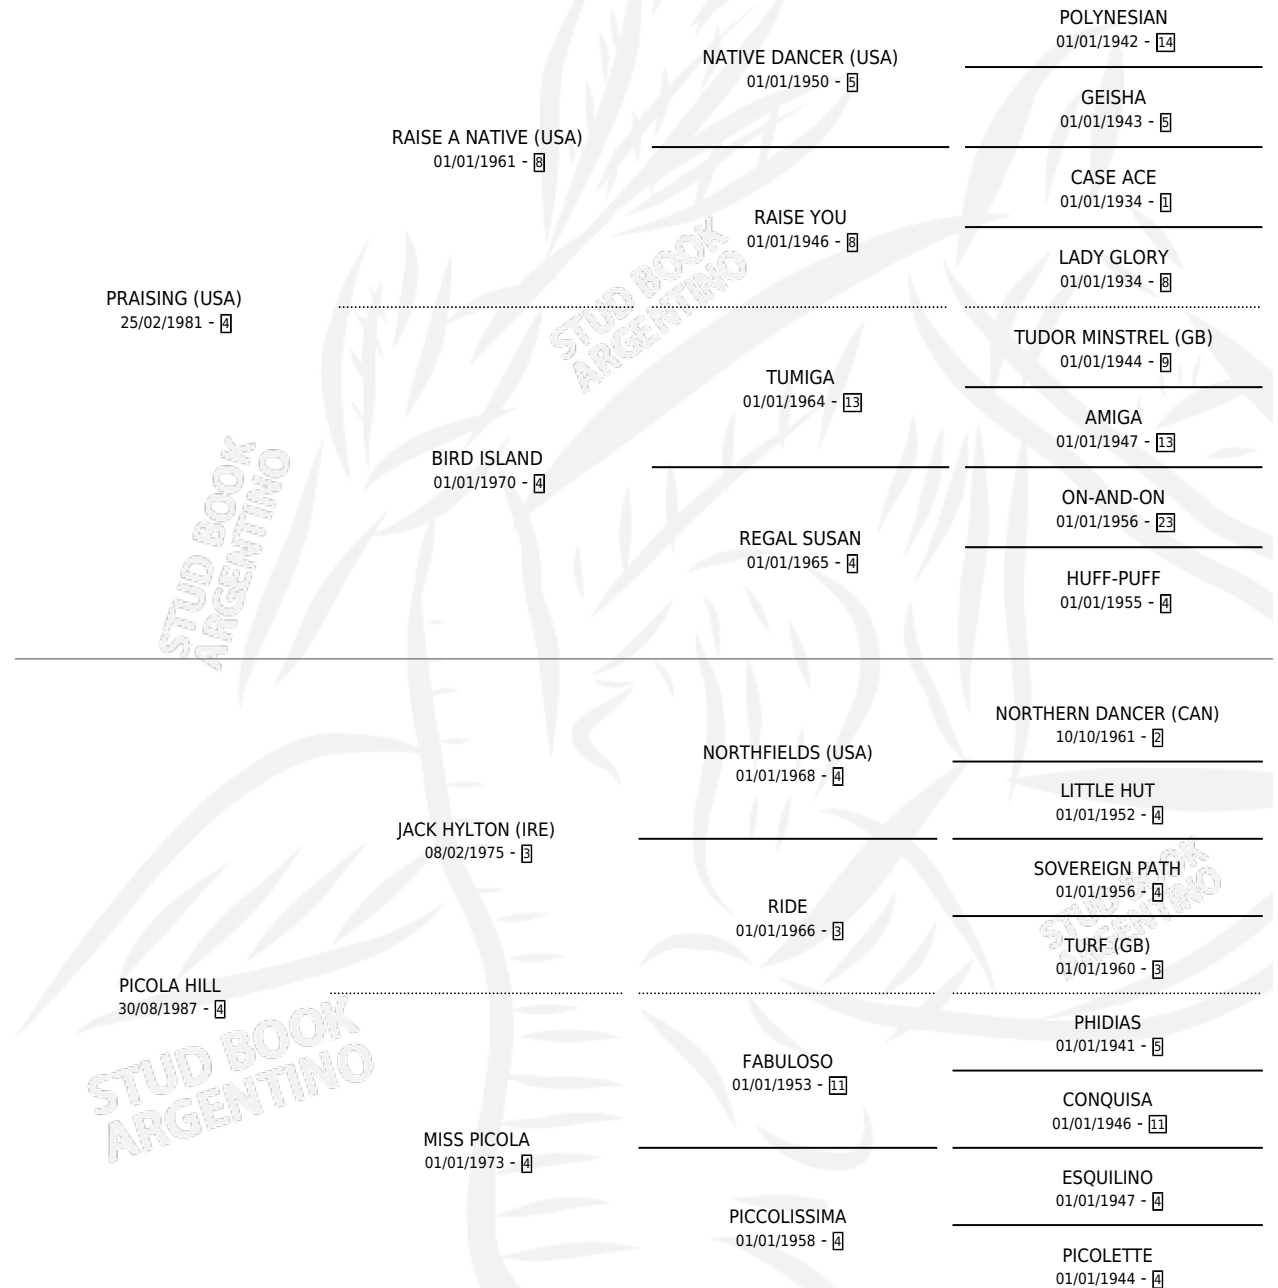 POLYNESIAN
01/01/1942 - 14
NATIVE DANCER (USA)
01/01/1950 - 5
GEISHA
01/01/1943 - 5
RAISE A NATIVE (USA)
01/01/1961 - 8
CASE ACE
01/01/1934 - 1
RAISE YOU
01/01/1946 - 8
LADY GLORY
01/01/1934 - 8
PRAISING (USA)
25/02/1981 - 4
TUDOR MINSTREL (GB)
01/01/1944 - 9
TUMIGA
01/01/1964 - 13
AMIGA
01/01/1947 - 13
BIRD ISLAND
01/01/1970 - 4
ON-AND-ON
01/01/1956 - 23
REGAL SUSAN
01/01/1965 - 4
HUFF-PUFF
01/01/1955 - 4
STUD BOOK
ARGENTINO
STUD BOOK
ARGENTINO
NORTHERN DANCER (CAN)
10/10/1961 - 2
NORTHFIELDS (USA)
01/01/1968 - 4
LITTLE HUT
01/01/1952 - 4
JACK HYLTON (IRE)
08/02/1975 - 3
SOVEREIGN PATH
01/01/1956 - 4
RIDE
01/01/1966 - 3
TURF (GB)
01/01/1960 - 3
PICOLA HILL
30/08/1987 - 4
PHIDIAS
01/01/1941 - 5
FABULOSO
01/01/1953 - 11
CONQUISA
01/01/1946 - 11
MISS PICOLA
01/01/1973 - 4
ESQUILINO
01/01/1947 - 4
PICCOLISSIMA
01/01/1958 - 4
PICOLETTE
01/01/1944 - 4
STUD BOOK
ARGENTINO
STUD BOOK
ARGENTINO